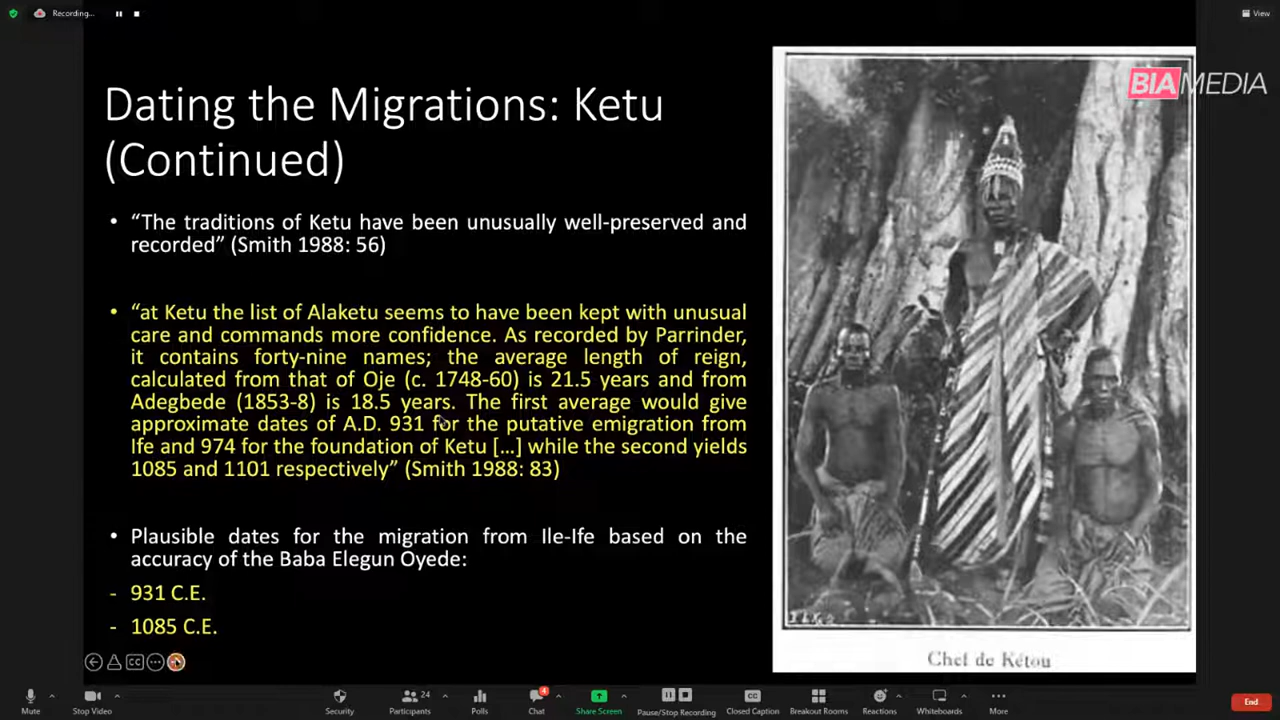 Recording...
View
BIAMEDIA
Dating the Migrations: Ketu
(Continued)
• “The traditions of Ketu have been unusually well-preserved and
recorded” (Smith 1988: 56)
• “at Ketu the list of Alaketu seems to have been kept with unusual
care and commands more confidence. As recorded by Parrinder,
it contains forty-nine names; the average length of reign,
calculated from that of Oje (c. 1748-60) is 21.5 years and from
Adegbede (1853-8) is 18.5 years. The first average would give
approximate dates of A.D. 931 for the putative emigration from
Ife and 974 for the foundation of Ketu […] while the second yields
1085 and 1101 respectively” (Smith 1988: 83)
• Plausible dates for the migration from Ile-Ife based on the
accuracy of the Baba Elegun Oyede:
- 931 C.E.
- 1085 C.E.
Chef de Kétou
CC
Mute
Stop Video
Security
24
Participants
Polls
4
Chat
Share Screen
Pause/Stop Recording
CC
Closed Caption
Breakout Rooms
Reactions
Whiteboards
More
End